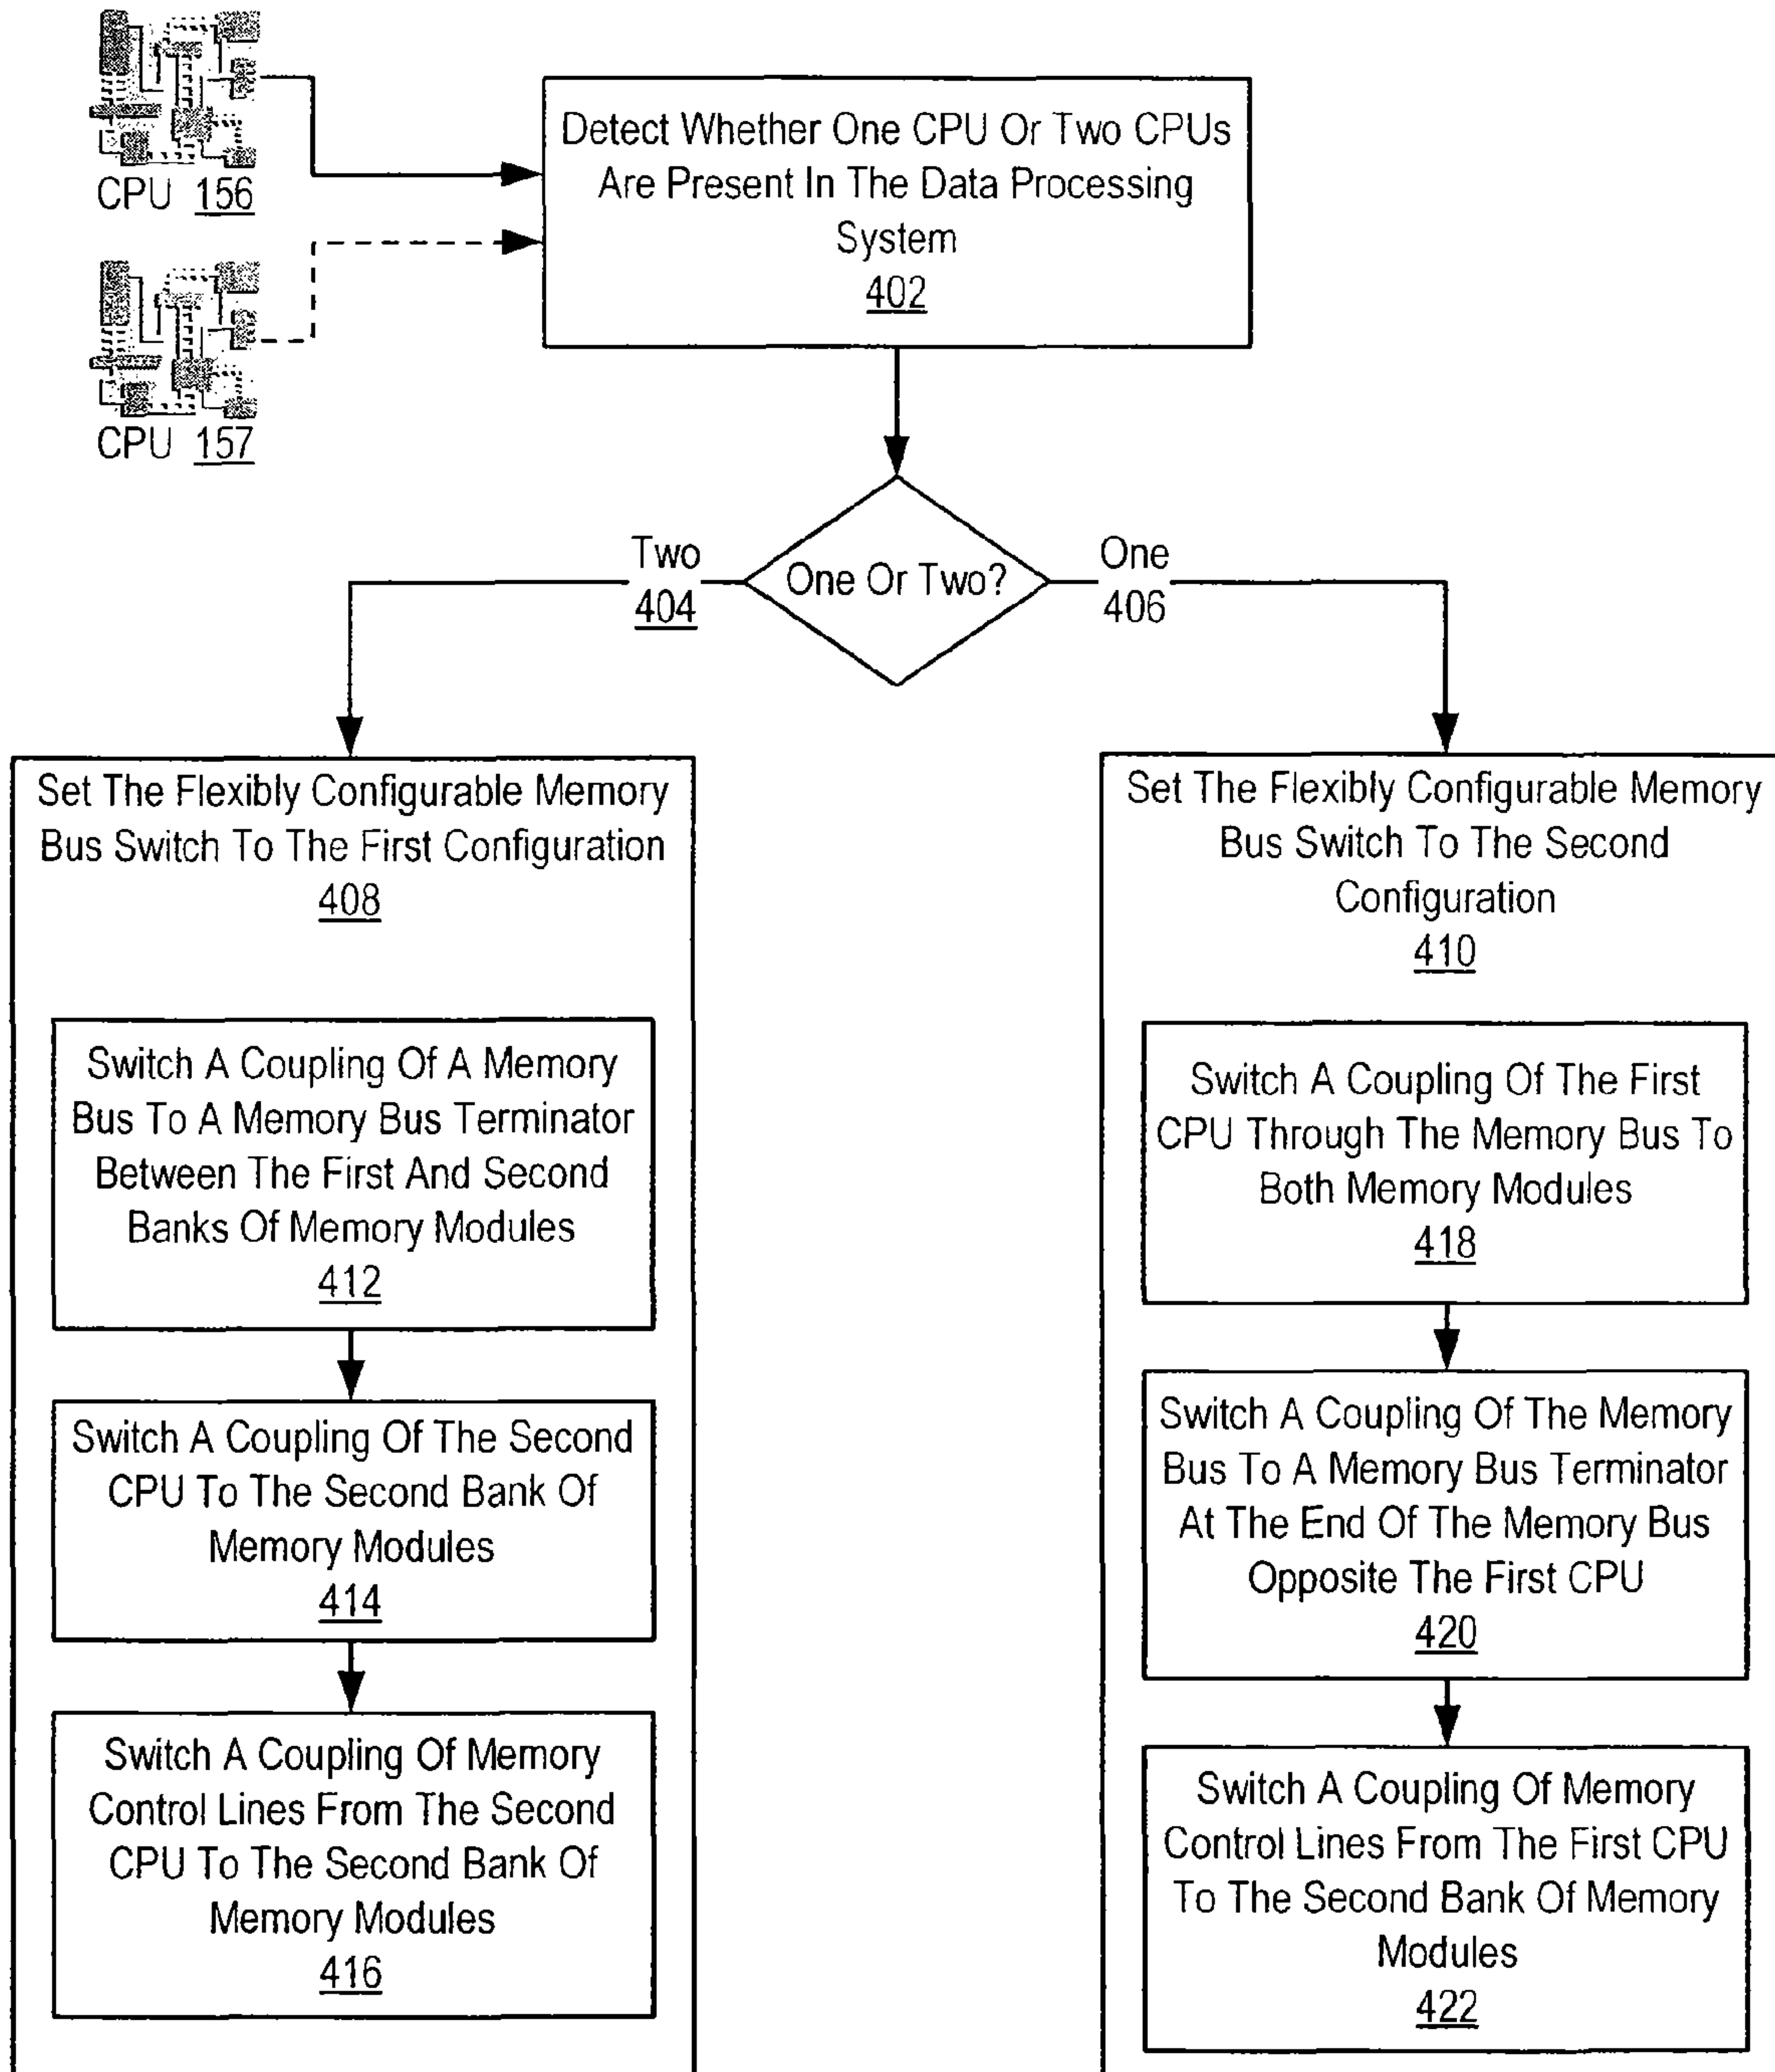 CPU 156
CPU 157
Detect Whether One CPU Or Two CPUs
Are Present In The Data Processing
System
402
One Or Two?
Two
404
One
406
Set The Flexibly Configurable Memory
Bus Switch To The First Configuration
408
Switch A Coupling Of A Memory
Bus To A Memory Bus Terminator
Between The First And Second
Banks Of Memory Modules
412
Switch A Coupling Of The Second
CPU To The Second Bank Of
Memory Modules
414
Switch A Coupling Of Memory
Control Lines From The Second
CPU To The Second Bank Of
Memory Modules
416
Set The Flexibly Configurable Memory
Bus Switch To The Second
Configuration
410
Switch A Coupling Of The First
CPU Through The Memory Bus To
Both Memory Modules
418
Switch A Coupling Of The Memory
Bus To A Memory Bus Terminator
At The End Of The Memory Bus
Opposite The First CPU
420
Switch A Coupling Of Memory
Control Lines From The First CPU
To The Second Bank Of Memory
Modules
422